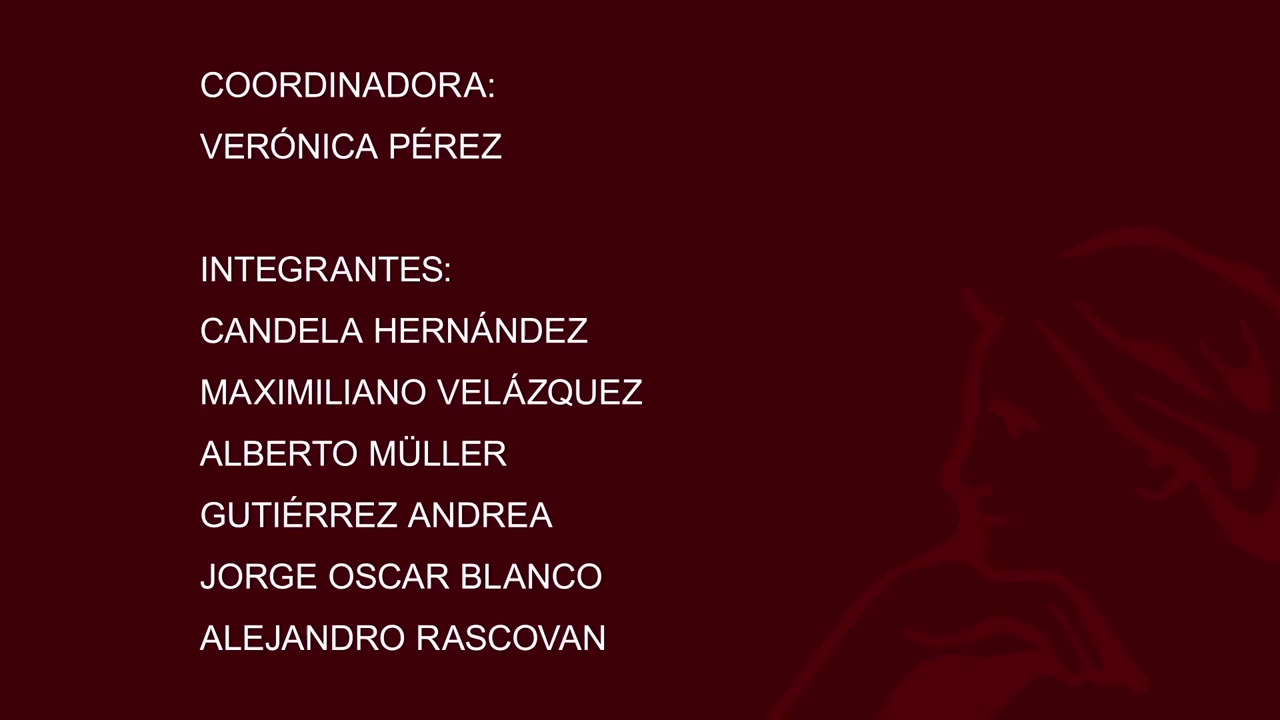 COORDINADORA:
VERÓNICA PÉREZ
INTEGRANTES:
CANDELA HERNÁNDEZ
MAXIMILIANO VELÁZQUEZ
ALBERTO MÜLLER
GUTIÉRREZ ANDREA
JORGE OSCAR BLANCO
ALEJANDRO RASCOVAN